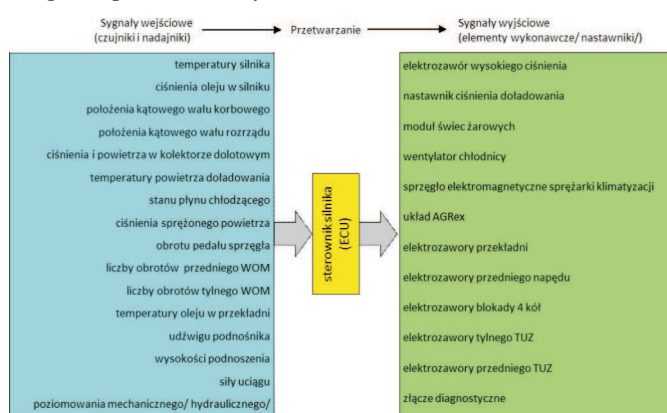 Sygnały wejściowe
(czujniki i nadajniki)
Przetwarzanie
Sygnały wyjściowe
(elementy wykonawcze/ nastawniki/)
temperatury silnika
ciśnienia oleju w silniku
położenia kątowego wału korbowego
położenia kątowego wału rozrządu
ciśnienia i powietrza w kolektorze dolotowym
temperatury powietrza doładowania
stanu płynu chłodzącego
ciśnienia sprężonego powietrza
obrotu pedału sprzęgła
liczby obrotów przedniego WOM
liczby obrotów tylnego WOM
temperatury oleju w przekładni
udźwigu podnośnika
wysokości podnoszenia
siły uciągu
poziomowania mechanicznego/ hydraulicznego/
sterownik silnika
(ECU)
elektrozawór wysokiego ciśnienia
nastawnik ciśnienia doładowania
moduł świec żarowych
wentylator chłodnicy
sprzęgło elektromagnetyczne sprężarki klimatyzacji
układ AGRex
elektrozawory przekładni
elektrozawory przedniego napędu
elektrozawory blokady 4 kół
elektrozawory tylnego TUZ
elektrozawory przedniego TUZ
złącze diagnostyczne